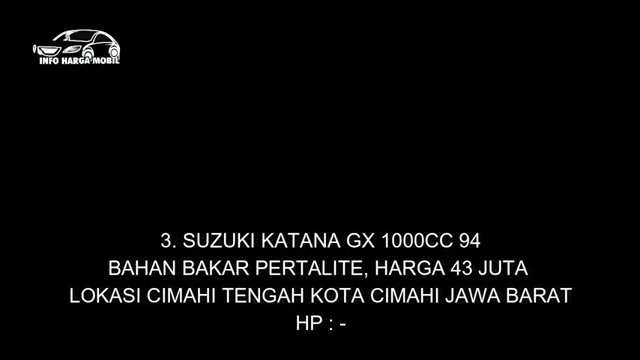 INFO HARGA MOBIL
3. SUZUKI KATANA GX 1000CC 94
BAHAN BAKAR PERTALITE, HARGA 43 JUTA
LOKASI CIMAHI TENGAH KOTA CIMAHI JAWA BARAT
HP : -